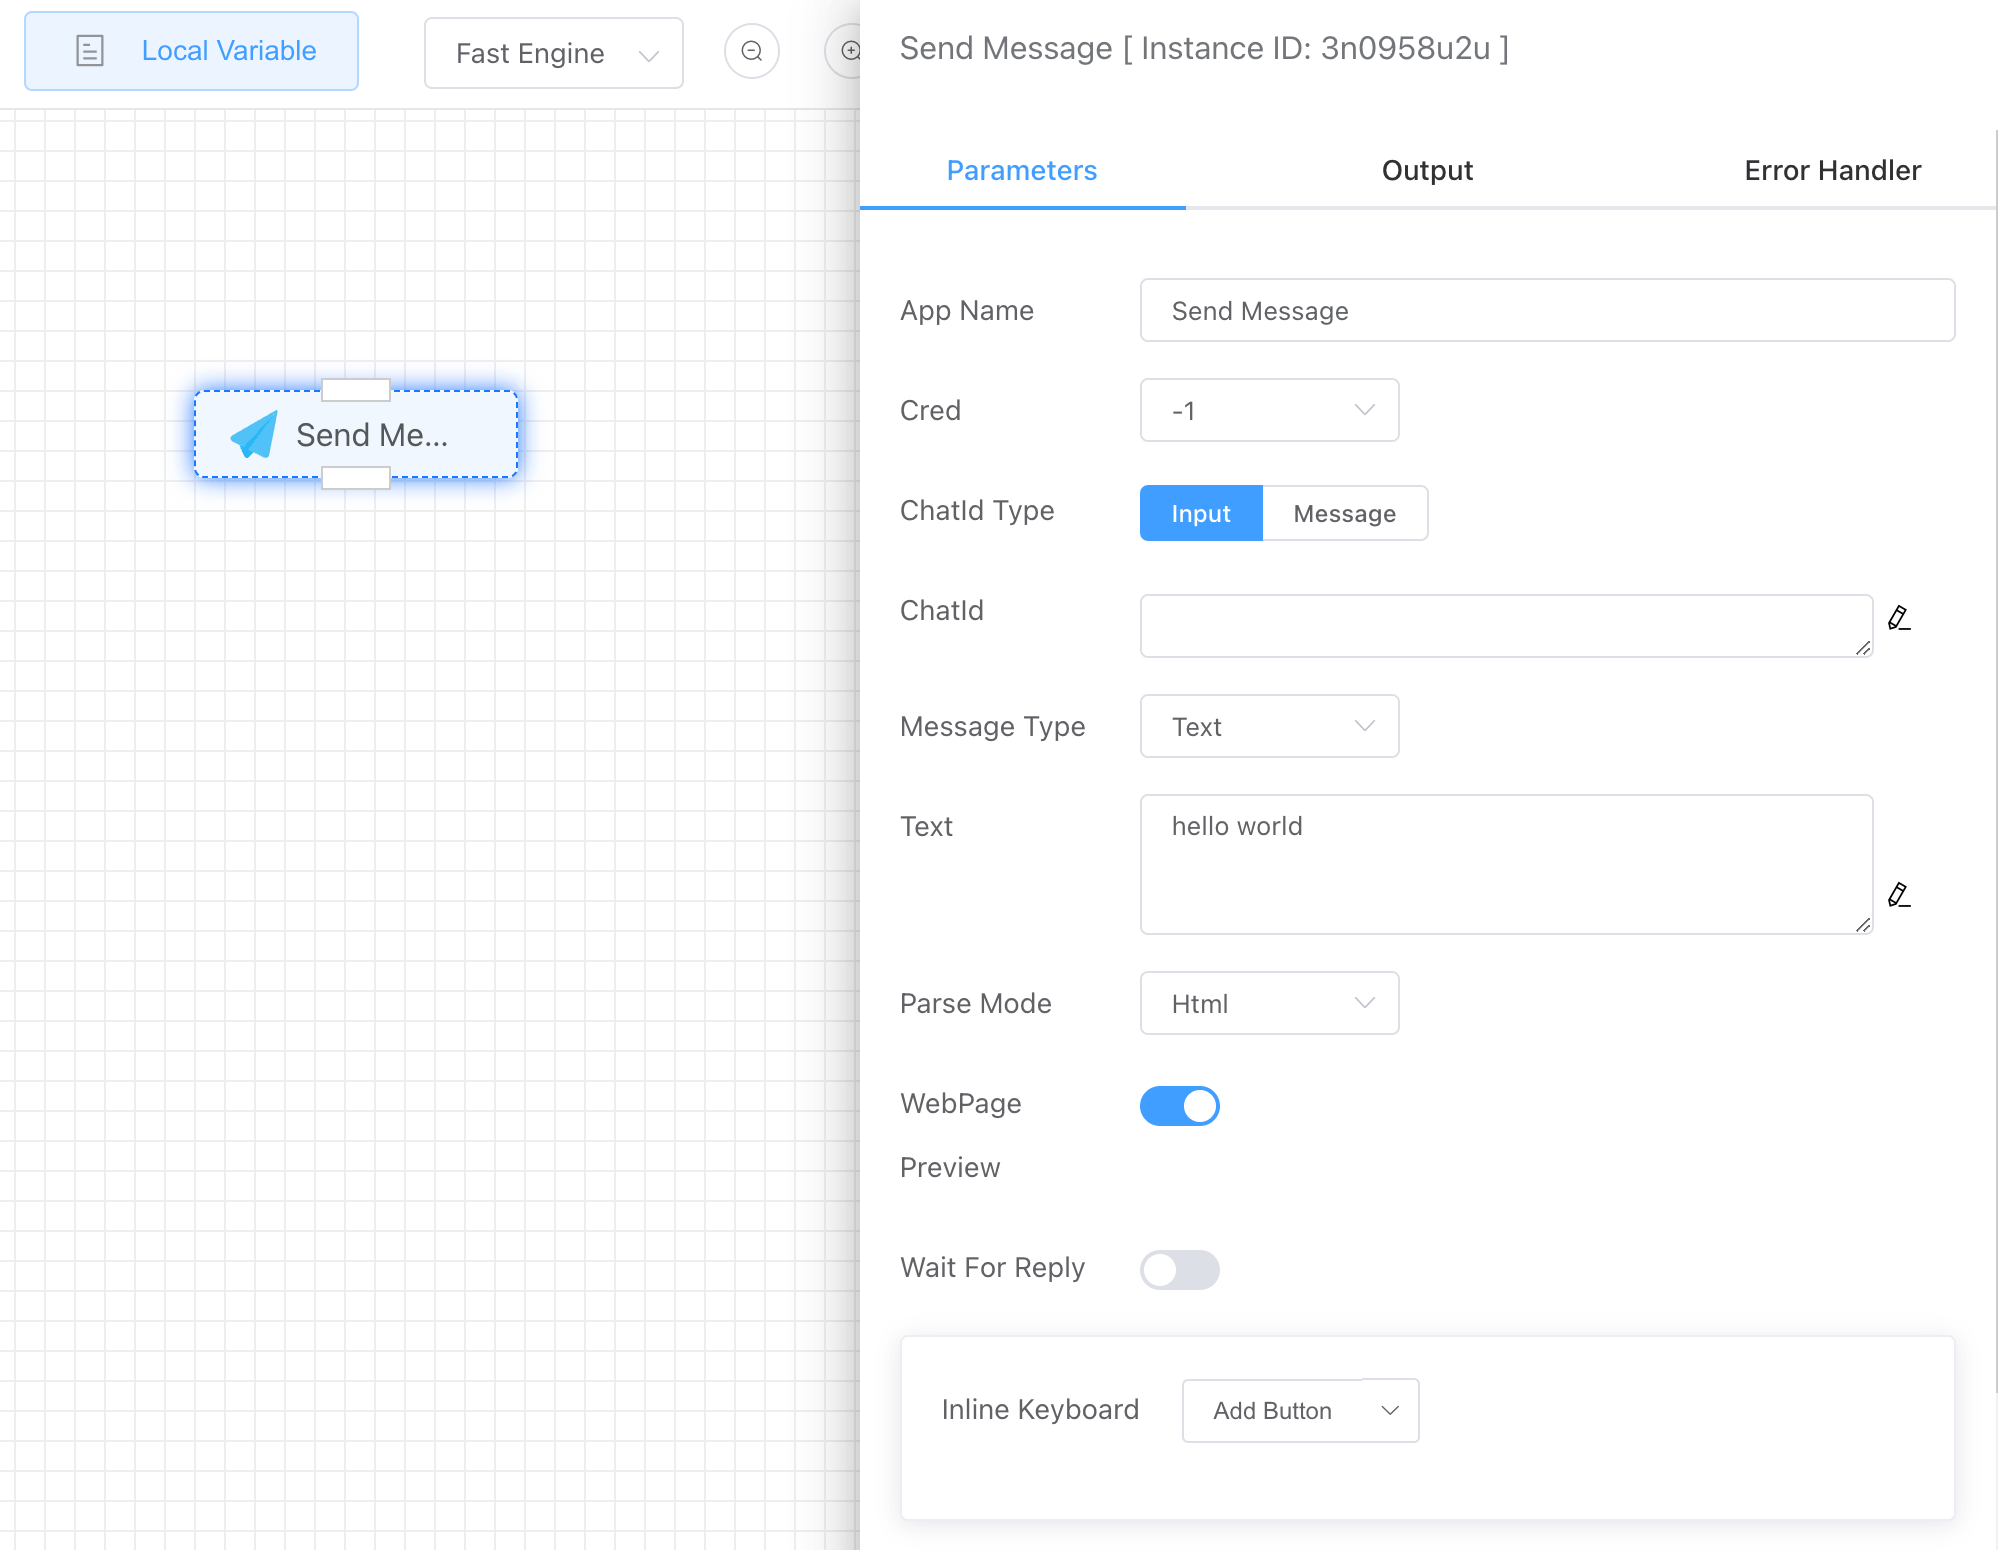 Local Variable
Fast Engine
Send Message [ Instance ID: 3n0958u2u ]
Parameters
Output
Error Handler
Send Me...
App Name
Send Message
Cred
-1
ChatId Type
Input
Message
ChatId
Message Type
Text
Text
hello world
Parse Mode
Html
WebPage
Preview
Wait For Reply
Inline Keyboard
Add Button